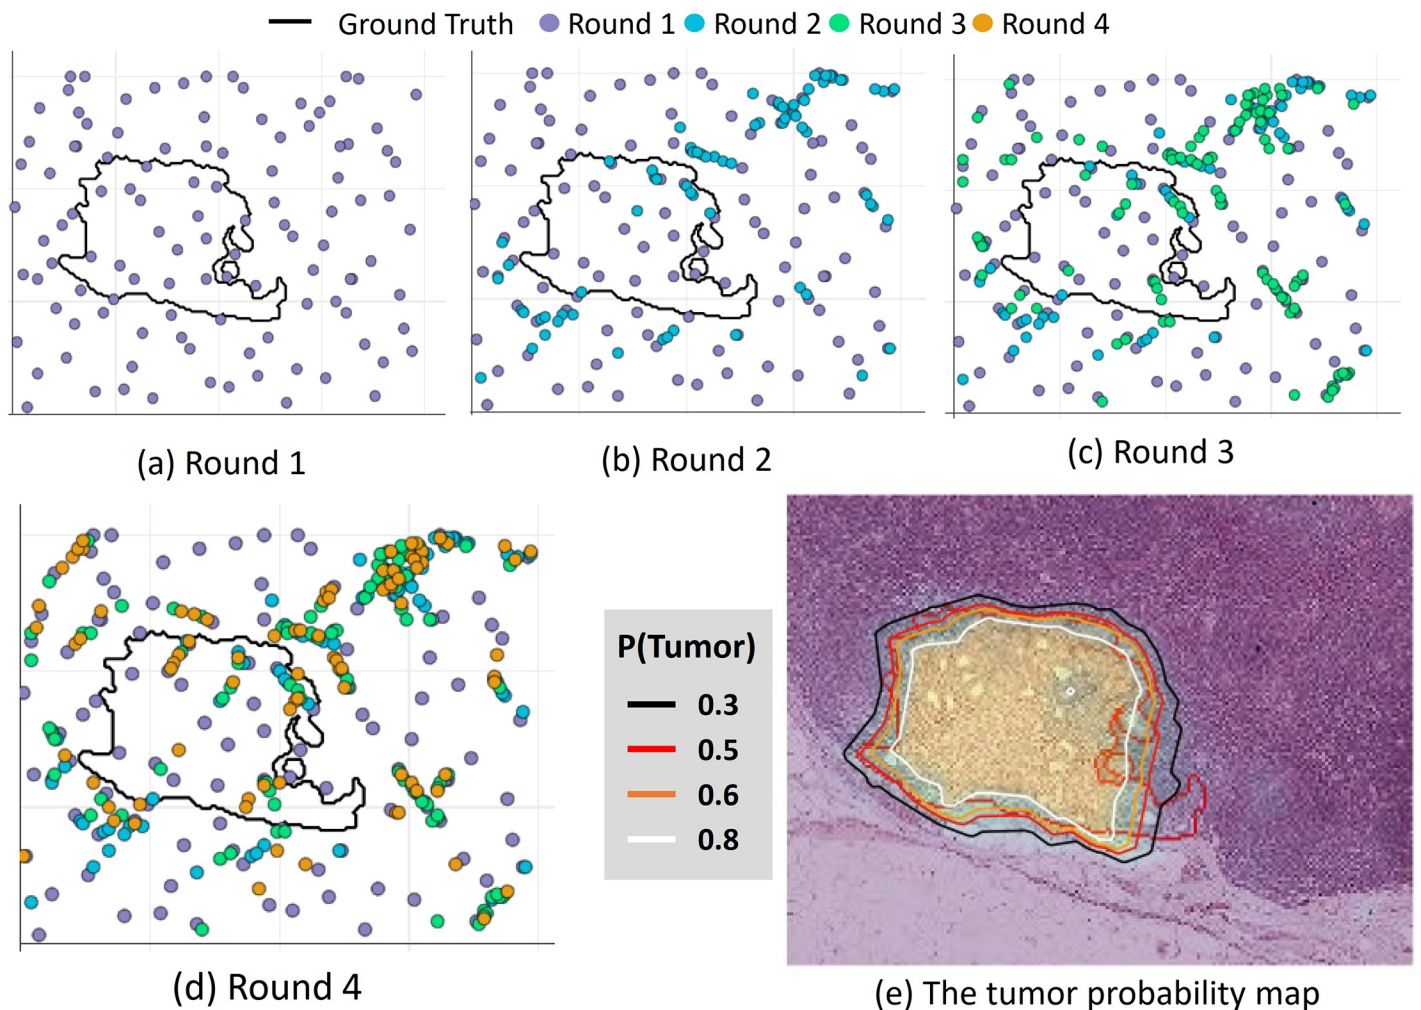 Ground Truth Round 1 Round 2 Round 3 Round 4
(a) Round 1
(b) Round 2
(c) Round 3
P(Tumor)
0.3
0.5
0.6
0.8
(d) Round 4
(e) The tumor probability map